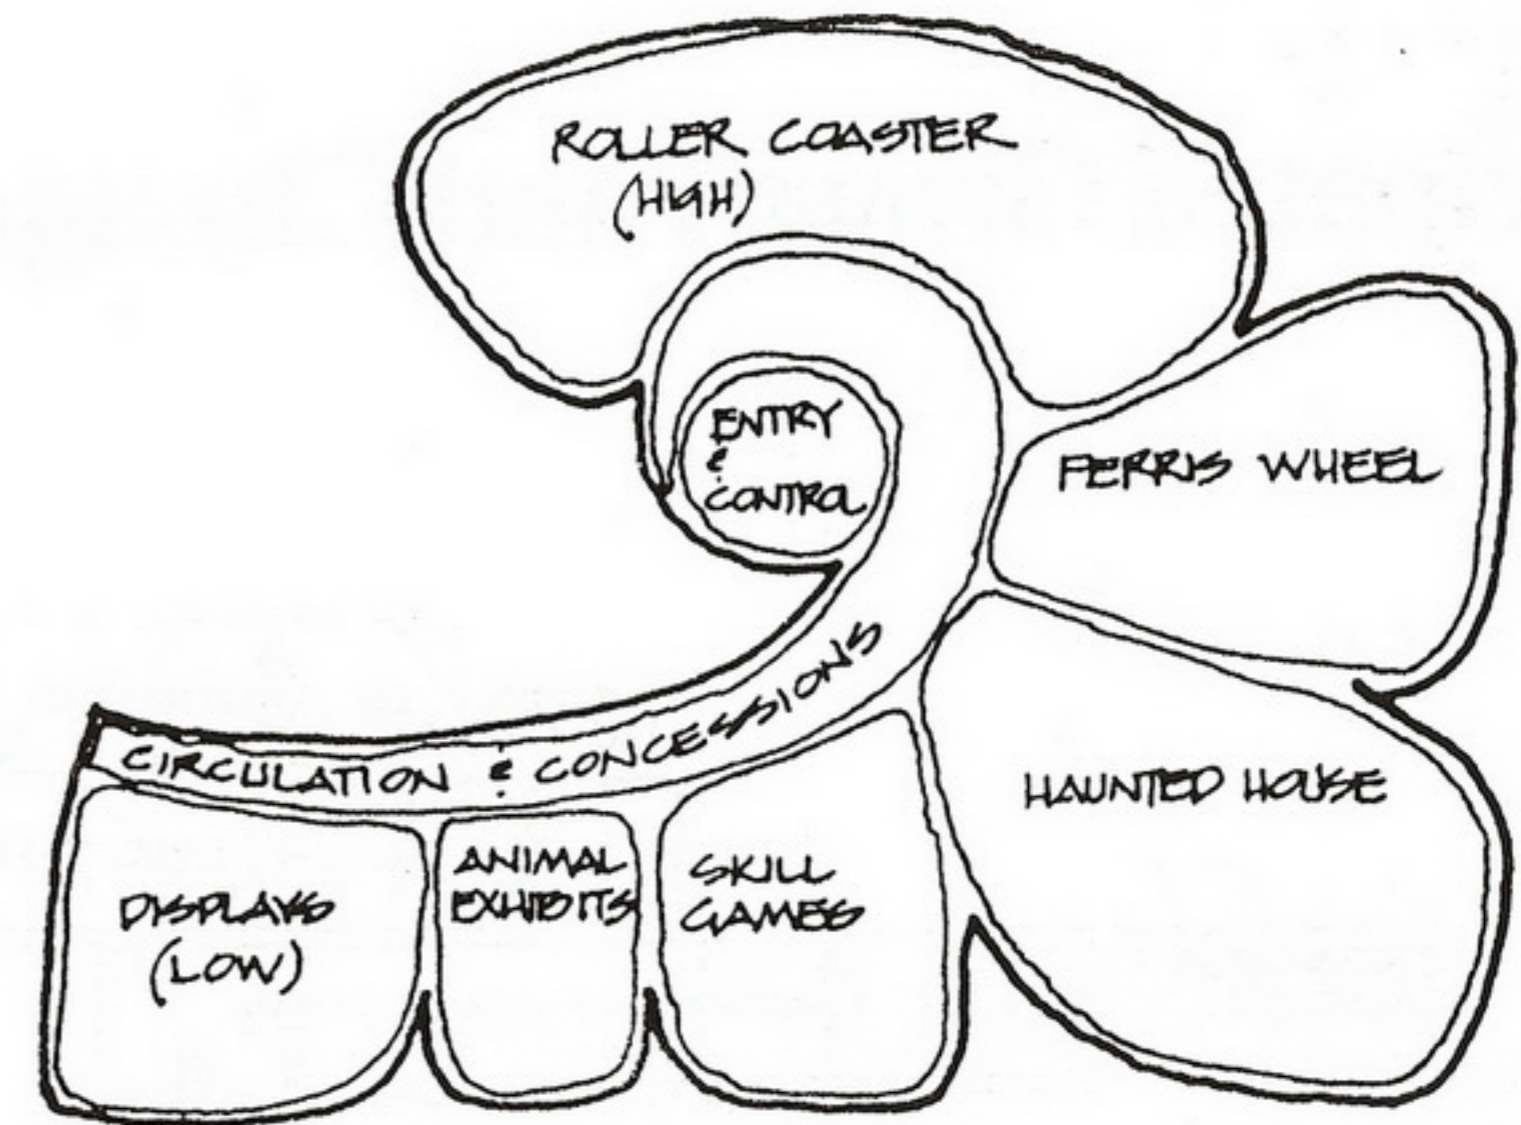 ROLLER COASTER
(HIGH)
ENTRY
&
CONTROL
FERRIS WHEEL
CIRCULATION & CONCESSIONS
HAUNTED HOUSE
DISPLAYS
(LOW)
ANIMAL
EXHIBITS
SKILL
GAMES